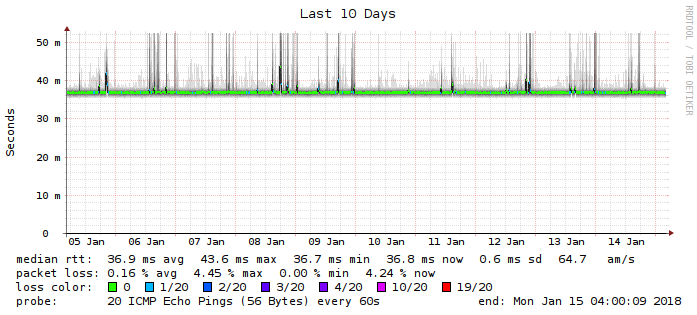 Last 10 Days
RRDTOOL / TOBI OETIKER
Seconds
50 m
40 m
30 m
20 m
10 m
0
05 Jan 06 Jan 07 Jan 08 Jan 09 Jan 10 Jan 11 Jan 12 Jan 13 Jan 14 Jan
median rtt: 36.9 ms avg 43.6 ms max 36.7 ms min 36.8 ms now 0.6 ms sd 64.7 am/s
packet loss: 0.16 % avg 4.45 % max 0.00 % min 4.24 % now
loss color: 0 1/20 2/20 3/20 4/20 10/20 19/20
probe: 20 ICMP Echo Pings (56 Bytes) every 60s end: Mon Jan 15 04:00:09 2018